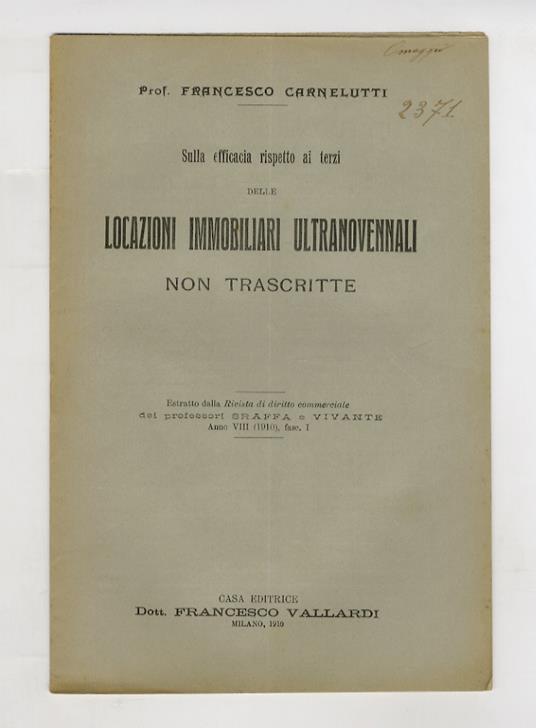 Omaggio
Prof. FRANCESCO CARNELUTTI
2371
Sulla efficacia rispetto ai terzi
DELLE
LOCAZIONI IMMOBILIARI ULTRANOVENNALI
NON TRASCRITTE
Estratto dalla Rivista di diritto commerciale
dei professori SRAFFA e VIVANTE
Anno VIII (1910), fasc. I
CASA EDITRICE
Dott. FRANCESCO VALLARDI
MILANO, 1910